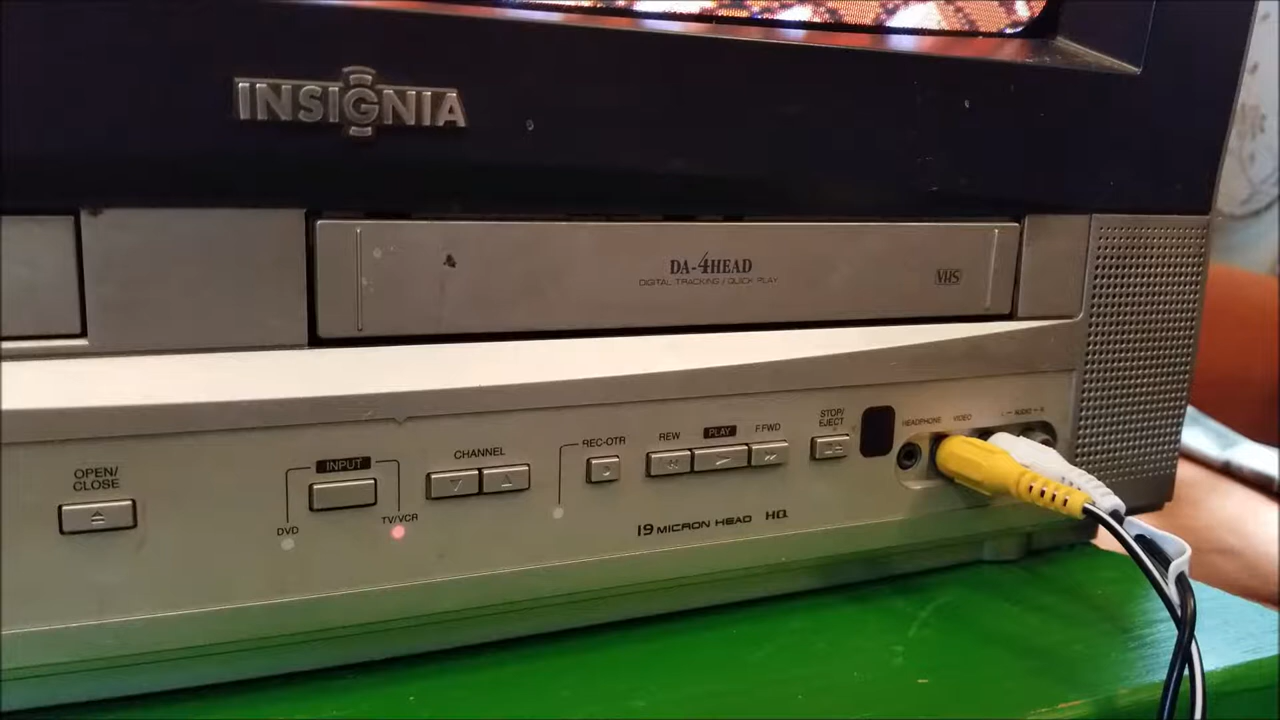 INSIGNIA
DA-4HEAD
DIGITAL TRACKING / QUICK PLAY
VHS
OPEN/
CLOSE
INPUT
DVD
TV/VCR
CHANNEL
REC-OTR
REW
PLAY
F.FWD
STOP/
EJECT
HEADPHONE
VIDEO
L - AUDIO - R
19 MICRON HEAD HQ